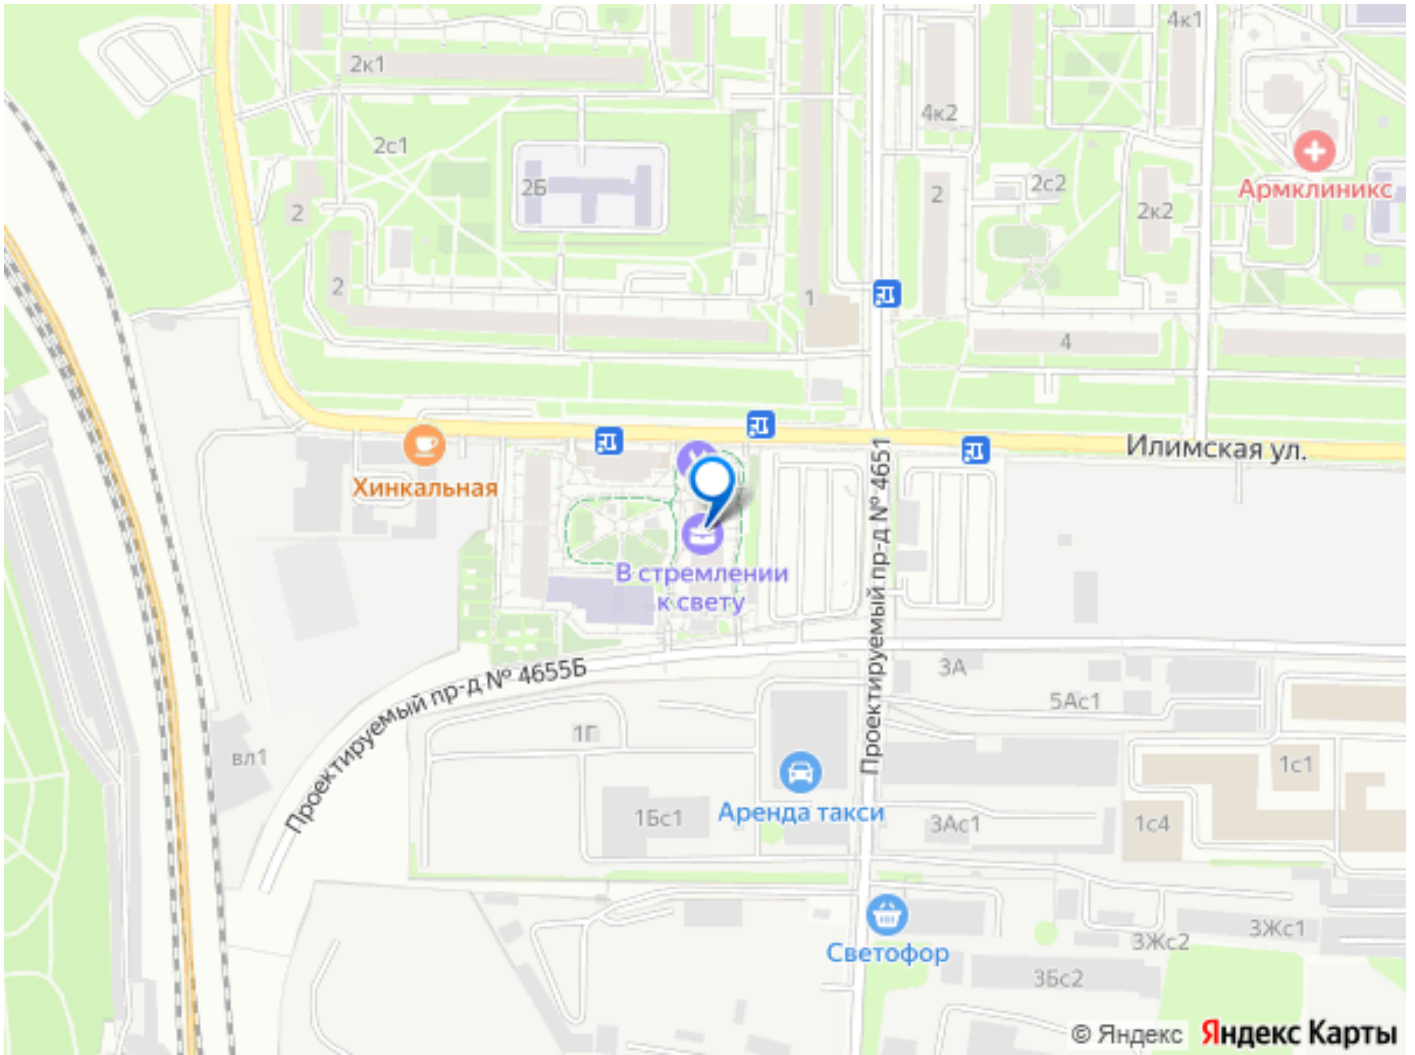 4к1
2к1
4к2
2с1
Армклиникс
2Б
2с2
2
2к2
2
2
1
4
Илимская ул.
Хинкальная
Проектируемый пр-д № 4651
В стремлении
к свету
Проектируемый пр-д № 4655Б
3А
5Ас1
1Г
вл1
1с1
Аренда такси
1Бс1
3Ас1
1с4
Светофор
3Жс1
3Жс2
3Бс2
© Яндекс Яндекс Карты